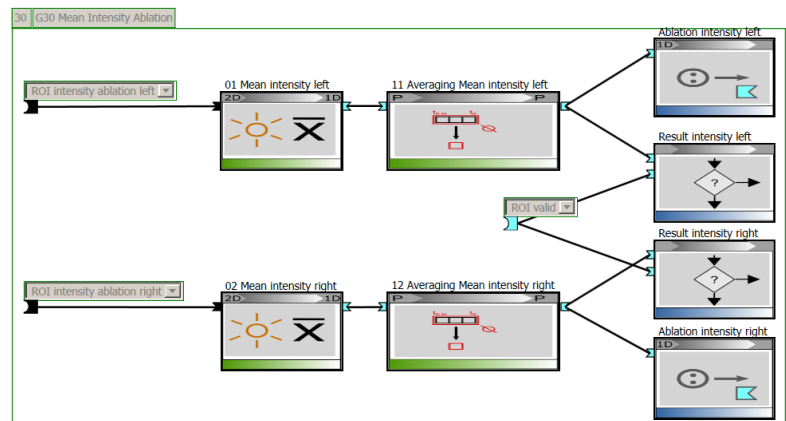 30 G30 Mean Intensity Ablation
Ablation intensity left
1D
ROI intensity ablation left
01 Mean intensity left
2D 1D
11 Averaging Mean intensity left
P P
Result intensity left
?
ROI valid
Result intensity right
?
ROI intensity ablation right
02 Mean intensity right
2D 1D
12 Averaging Mean intensity right
P P
Ablation intensity right
1D